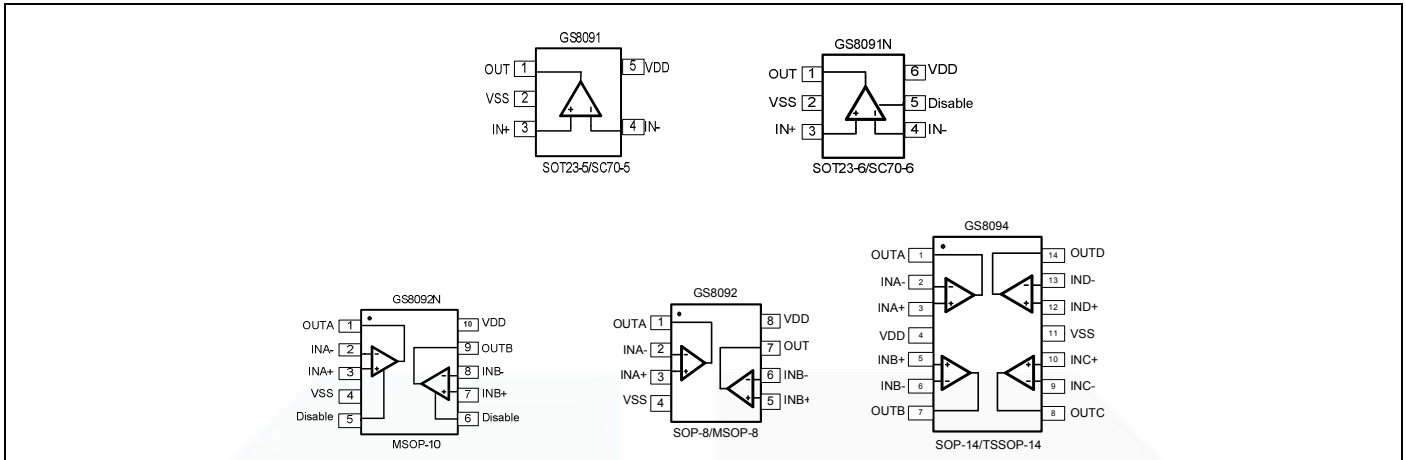 GS8091
OUT 1 5 VDD
VSS 2
IN+ 3 4 IN-
SOT23-5/SC70-5
GS8091N
OUT 1 6 VDD
VSS 2 5 Disable
IN+ 3 4 IN-
SOT23-6/SC70-6
GS8092N
OUTA 1 10 VDD
INA- 2 9 OUTB
INA+ 3 8 INB-
VSS 4 7 INB+
Disable 5 6 Disable
MSOP-10
GS8092
OUTA 1 8 VDD
INA- 2 7 OUT
INA+ 3 6 INB-
VSS 4 5 INB+
SOP-8/MSOP-8
GS8094
OUTA 1 14 OUTD
INA- 2 13 IND-
INA+ 3 12 IND+
VDD 4 11 VSS
INB+ 5 10 INC+
INB- 6 9 INC-
OUTB 7 8 OUTC
SOP-14/TSSOP-14